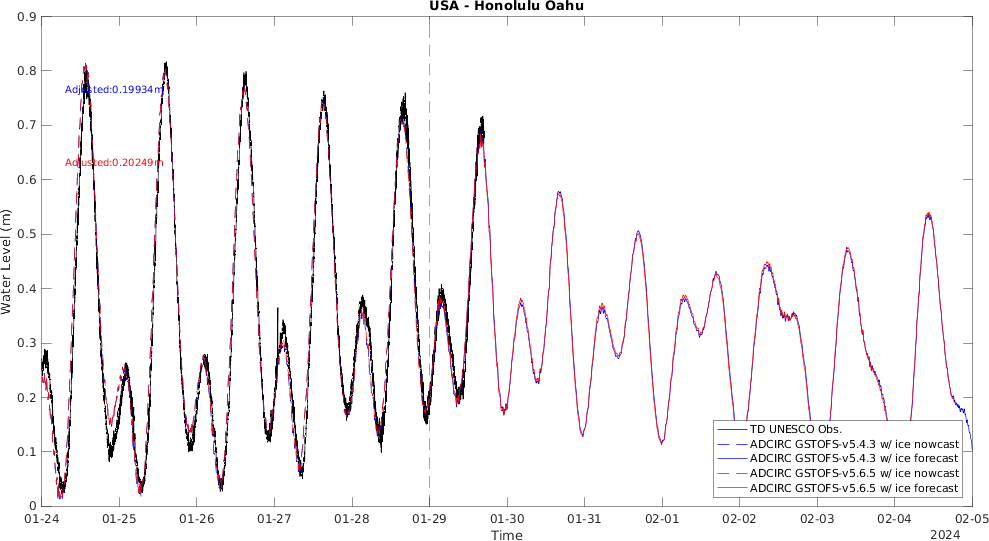 USA - Honolulu Oahu
0.9
0.8
0.7
0.6
0.5
0.4
0.3
0.2
0.1
0
Water Level (m)
Adjusted:0.19934m
Adjusted:0.20249m
TD UNESCO Obs.
ADCIRC GSTOFS-v5.4.3 w/ ice nowcast
ADCIRC GSTOFS-v5.4.3 w/ ice forecast
ADCIRC GSTOFS-v5.6.5 w/ ice nowcast
ADCIRC GSTOFS-v5.6.5 w/ ice forecast
01-24 01-25 01-26 01-27 01-28 01-29 01-30 01-31 02-01 02-02 02-03 02-04 02-05
Time
2024